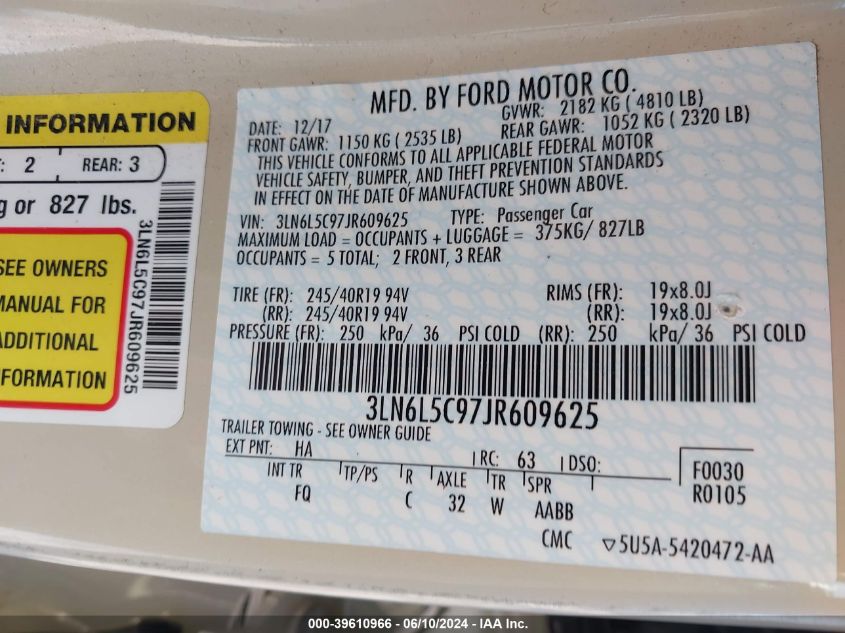 INFORMATION
: 2 REAR: 3
g or 827 lbs.
SEE OWNERS
MANUAL FOR
ADDITIONAL
INFORMATION
3LN6L5C97JR609625
MFD. BY FORD MOTOR CO.
DATE: 12/17 GVWR: 2182 KG ( 4810 LB)
FRONT GAWR: 1150 KG ( 2535 LB) REAR GAWR: 1052 KG ( 2320 LB)
THIS VEHICLE CONFORMS TO ALL APPLICABLE FEDERAL MOTOR
VEHICLE SAFETY, BUMPER, AND THEFT PREVENTION STANDARDS
IN EFFECT ON THE DATE OF MANUFACTURE SHOWN ABOVE.
VIN: 3LN6L5C97JR609625 TYPE: Passenger Car
MAXIMUM LOAD = OCCUPANTS + LUGGAGE = 375KG/ 827LB
OCCUPANTS = 5 TOTAL; 2 FRONT, 3 REAR
TIRE (FR): 245/40R19 94V RIMS (FR): 19x8.0J
(RR): 245/40R19 94V (RR): 19x8.0J
PRESSURE (FR): 250 kPa/ 36 PSI COLD (RR): 250 kPa/ 36 PSI COLD
3LN6L5C97JR609625
TRAILER TOWING - SEE OWNER GUIDE
EXT PNT: HA RC: 63 DSO: F0030
INT TR TP/PS R AXLE TR SPR R0105
FQ C 32 W AABB
CMC ▽5U5A-5420472-AA
000-39610966 - 06/10/2024 - IAA Inc.